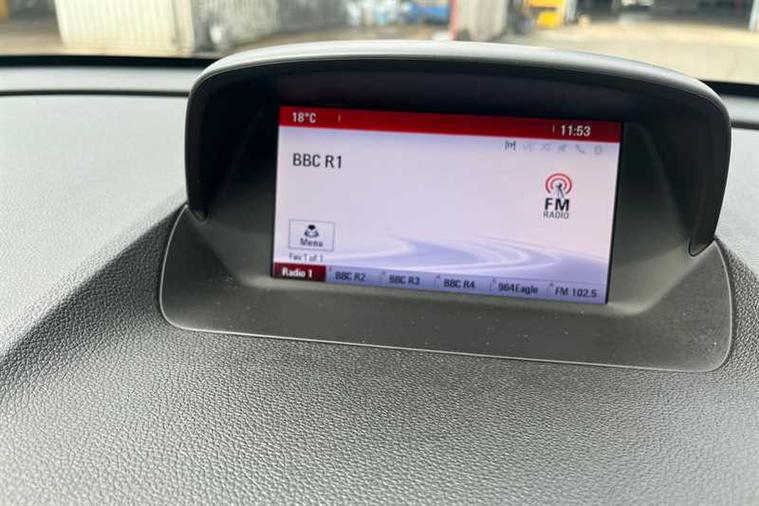 18°C 11:53
BBC R1
FM
RADIO
Menu
Fav 1 of 1
Radio 1 BBC R2 BBC R3 BBC R4 964Eagle FM 102.5